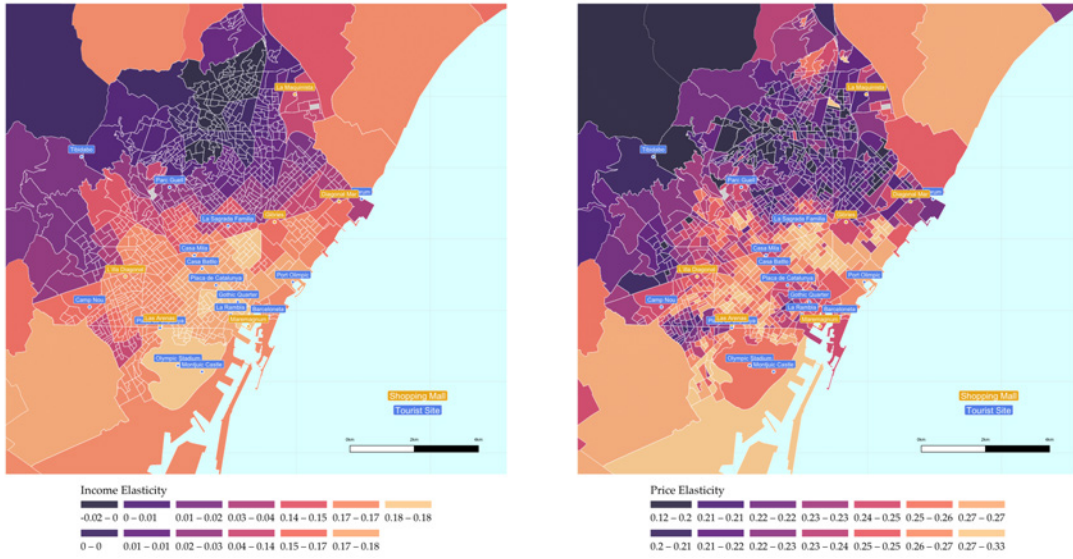 La Maquinista
Tibidabo
Parc Guell
Diagonal Mar
La Sagrada Familia
Glòries
Casa Mila
Casa Batllo
L'Illa Diagonal
Placa de Catalunya
Port Olimpic
Camp Nou
Gothic Quarter
La Rambla
Barceloneta
Las Arenas
Maremagnum
Olympic Stadium
Montjuic Castle
Shopping Mall
Tourist Site
0km 2km 4km
Income Elasticity
-0.02 – 0 0 – 0.01 0.01 – 0.02 0.03 – 0.04 0.14 – 0.15 0.17 – 0.17 0.18 – 0.18
0 – 0 0.01 – 0.01 0.02 – 0.03 0.04 – 0.14 0.15 – 0.17 0.17 – 0.18
La Maquinista
Tibidabo
Parc Guell
Diagonal Mar
La Sagrada Familia
Glòries
Casa Mila
Casa Batllo
L'Illa Diagonal
Placa de Catalunya
Port Olimpic
Camp Nou
Gothic Quarter
La Rambla
Barceloneta
Las Arenas
Maremagnum
Olympic Stadium
Montjuic Castle
Shopping Mall
Tourist Site
0km 2km 4km
Price Elasticity
0.12 – 0.2 0.21 – 0.21 0.22 – 0.22 0.23 – 0.23 0.24 – 0.25 0.25 – 0.26 0.27 – 0.27
0.2 – 0.21 0.21 – 0.22 0.22 – 0.23 0.23 – 0.24 0.25 – 0.25 0.26 – 0.27 0.27 – 0.33